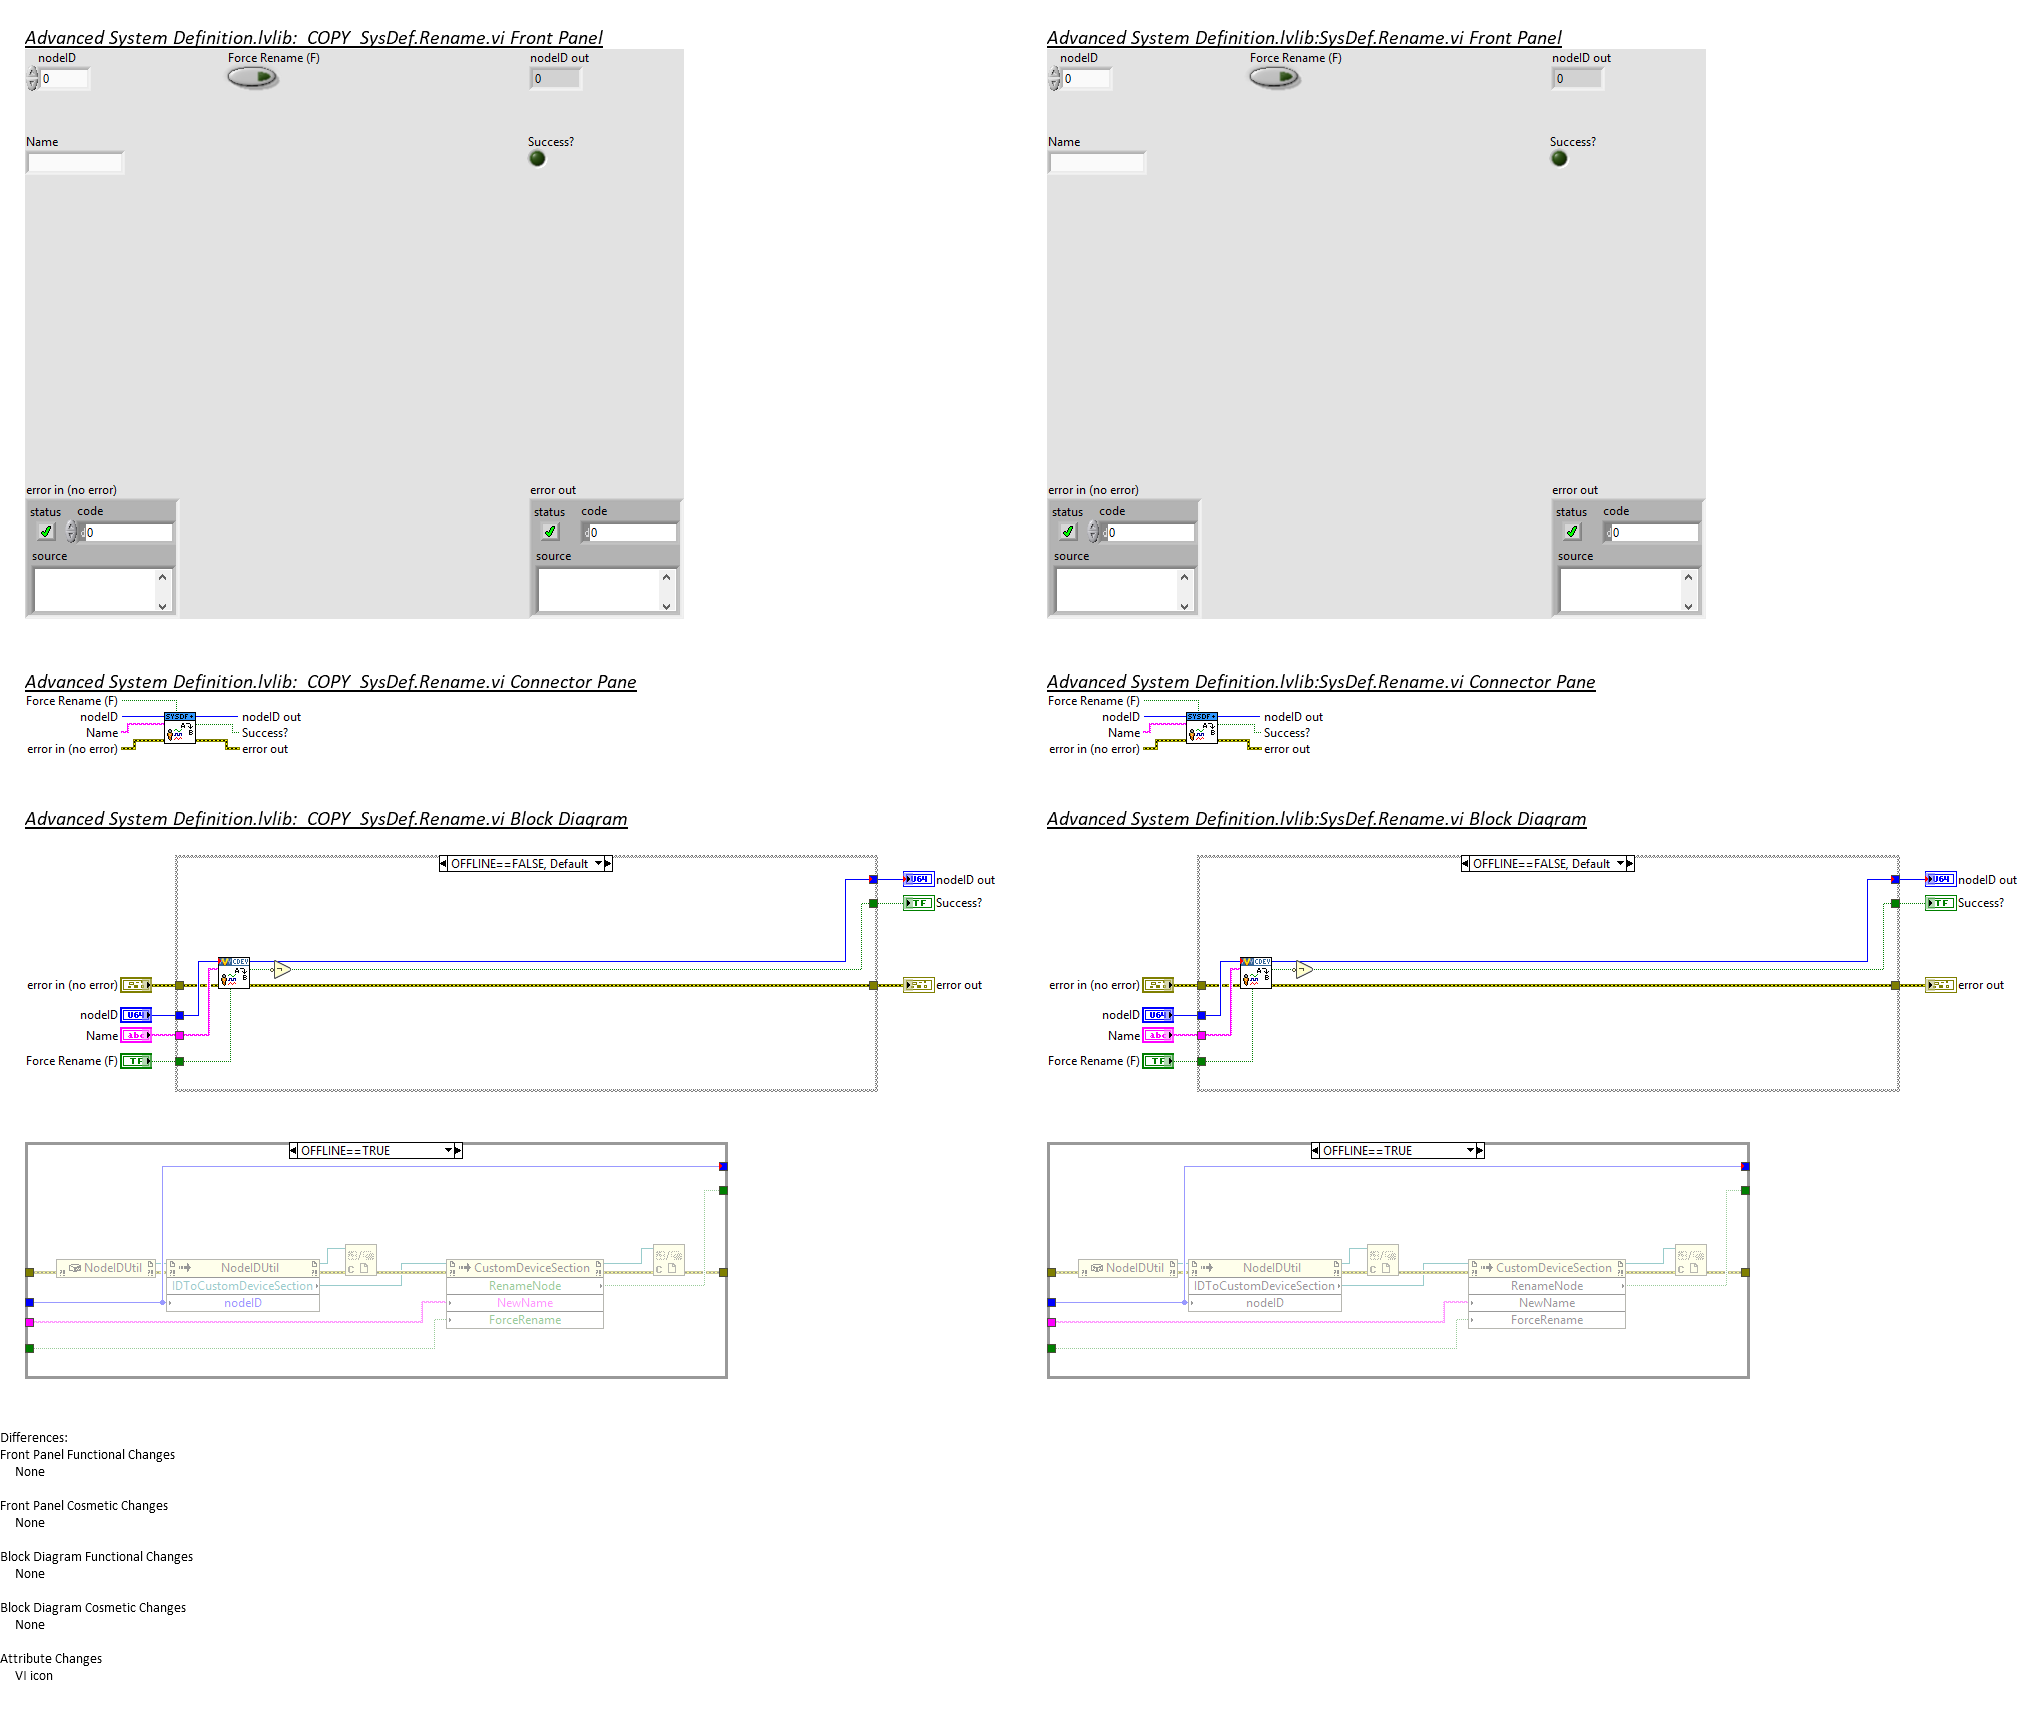 Advanced System Definition.lvlib:_COPY_SysDef.Rename.vi Front Panel
nodeID
Force Rename (F)
nodeID out
0
0
Name
Success?
error in (no error)
error out
status
code
status
code
d
0
d
0
source
source
Advanced System Definition.lvlib:_COPY_SysDef.Rename.vi Connector Pane
Force Rename (F)
nodeID
SYSDF+
nodeID out
Name
A
B
Success?
error in (no error)
error out
Advanced System Definition.lvlib:_COPY_SysDef.Rename.vi Block Diagram
OFFLINE==FALSE, Default
U64
nodeID out
TF
Success?
CDEV
A
B
error in (no error)
error out
nodeID
U64
Name
abc
Force Rename (F)
TF
OFFLINE==TRUE
NodeIDUtil
NodeIDUtil
CustomDeviceSection
IDToCustomDeviceSection
RenameNode
nodeID
NewName
ForceRename
Advanced System Definition.lvlib:SysDef.Rename.vi Front Panel
nodeID
Force Rename (F)
nodeID out
0
0
Name
Success?
error in (no error)
error out
status
code
status
code
d
0
d
0
source
source
Advanced System Definition.lvlib:SysDef.Rename.vi Connector Pane
Force Rename (F)
nodeID
SYSDF+
nodeID out
Name
A
B
Success?
error in (no error)
error out
Advanced System Definition.lvlib:SysDef.Rename.vi Block Diagram
OFFLINE==FALSE, Default
U64
nodeID out
TF
Success?
CDEV
A
B
error in (no error)
error out
nodeID
U64
Name
abc
Force Rename (F)
TF
OFFLINE==TRUE
NodeIDUtil
NodeIDUtil
CustomDeviceSection
IDToCustomDeviceSection
RenameNode
nodeID
NewName
ForceRename
Differences:
Front Panel Functional Changes
None
Front Panel Cosmetic Changes
None
Block Diagram Functional Changes
None
Block Diagram Cosmetic Changes
None
Attribute Changes
VI icon